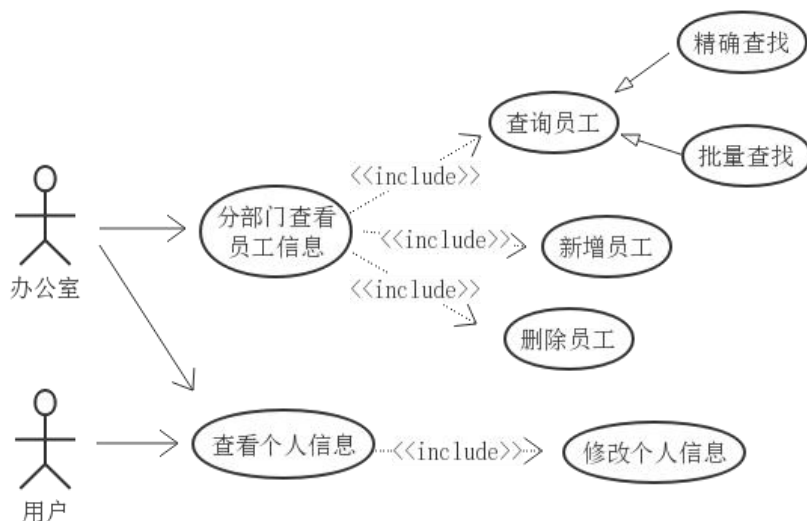 精确查找
查询员工
批量查找
<<include>>
分部门查看
员工信息
<<include>>
新增员工
办公室
<<include>>
删除员工
查看个人信息
<<include>>
修改个人信息
用户